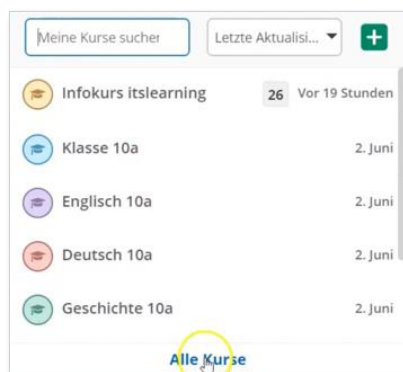 Meine Kurse sucher Letzte Aktualisi...
Infokurs itslearning 26 Vor 19 Stunden
Klasse 10a 2. Juni
Englisch 10a 2. Juni
Deutsch 10a 2. Juni
Geschichte 10a 2. Juni
Alle Kurse